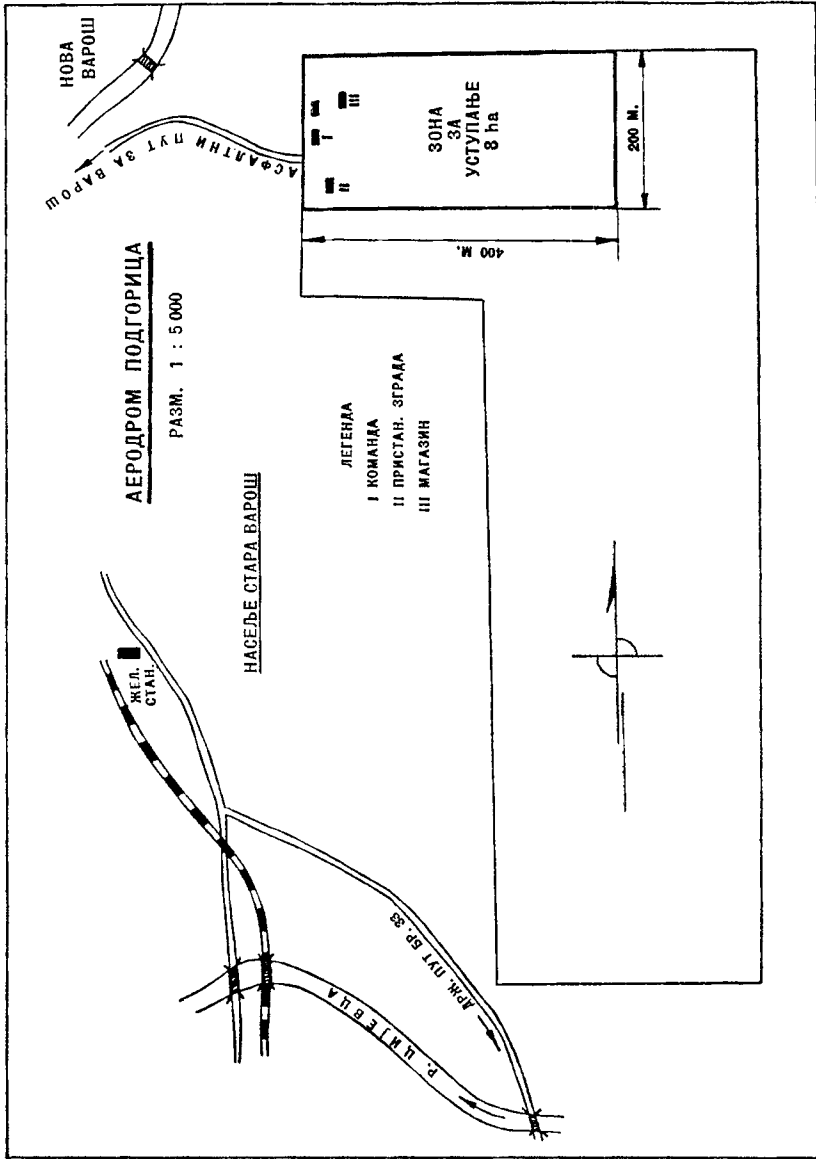 АЕРОДРОМ ПОДГОРИЦА
РАЗМ. 1 : 5 000
НОВА
ВАРОШ
АСФАЛТНИ ПУТ ЗА ВАРОШ
ЖЕЛ.
СТАН.
НАСЕЉЕ СТАРА ВАРОШ
ЛЕГЕНДА
I КОМАНДА
II ПРИСТАН. ЗГРАДА
III МАГАЗИН
I
II
III
ЗОНА
ЗА
УСТУПАЊЕ
8 ha
400 М.
200 М.
Р. ЦИЈЕВЦА
ДРЖ. ПУТ БР. 33